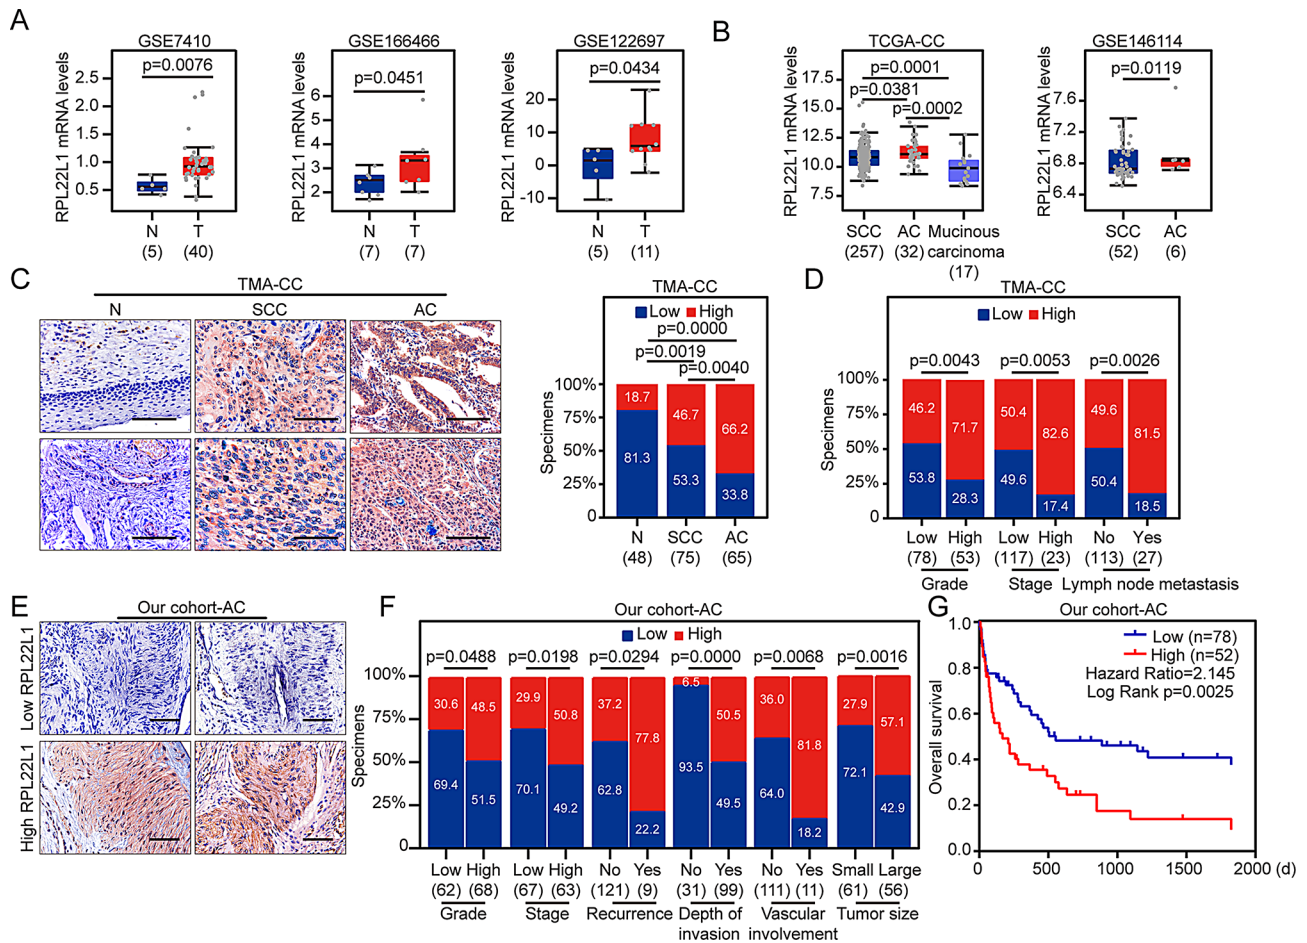 A
GSE7410
RPL22L1 mRNA levels
p=0.0076
2.5
2.0
1.5
1.0
0.5
N T
(5) (40)
GSE166466
RPL22L1 mRNA levels
p=0.0451
6
5
4
3
2
N T
(7) (7)
GSE122697
RPL22L1 mRNA levels
p=0.0434
20
10
0
-10
N T
(5) (11)
B
TCGA-CC
RPL22L1 mRNA levels
p=0.0001
p=0.0381
p=0.0002
17.5
15.0
12.5
10.0
7.5
SCC AC Mucinous
(257) (32) carcinoma
(17)
GSE146114
RPL22L1 mRNA levels
p=0.0119
7.6
7.2
6.8
6.4
SCC AC
(52) (6)
C
TMA-CC
N SCC AC
TMA-CC
Low High
p=0.0000
p=0.0019
p=0.0040
Specimens
100%
75%
50%
25%
0
18.7 46.7 66.2
81.3 53.3 33.8
N SCC AC
(48) (75) (65)
D
TMA-CC
Low High
p=0.0043 p=0.0053 p=0.0026
Specimens
100%
75%
50%
25%
0
46.2 71.7 50.4 82.6 49.6 81.5
53.8 28.3 49.6 17.4 50.4 18.5
Low High Low High No Yes
(78) (53) (117) (23) (113) (27)
Grade Stage Lymph node metastasis
E
Our cohort-AC
Low RPL22L1
High RPL22L1
F
Our cohort-AC
Low High
p=0.0488 p=0.0198 p=0.0294 p=0.0000 p=0.0068 p=0.0016
Specimens
100%
75%
50%
25%
0
30.6 48.5 29.9 50.8 37.2 77.8 6.5 50.5 36.0 81.8 27.9 57.1
69.4 51.5 70.1 49.2 62.8 22.2 93.5 49.5 64.0 18.2 72.1 42.9
Low High Low High No Yes No Yes No Yes Small Large
(62) (68) (67) (63) (121) (9) (31) (99) (111) (11) (61) (56)
Grade Stage Recurrence Depth of Vascular Tumor size
invasion involvement
G
Our cohort-AC
Low (n=78)
High (n=52)
Hazard Ratio=2.145
Log Rank p=0.0025
Overall survival
1.0
0.8
0.6
0.4
0.2
0.0
0 500 1000 1500 2000 (d)